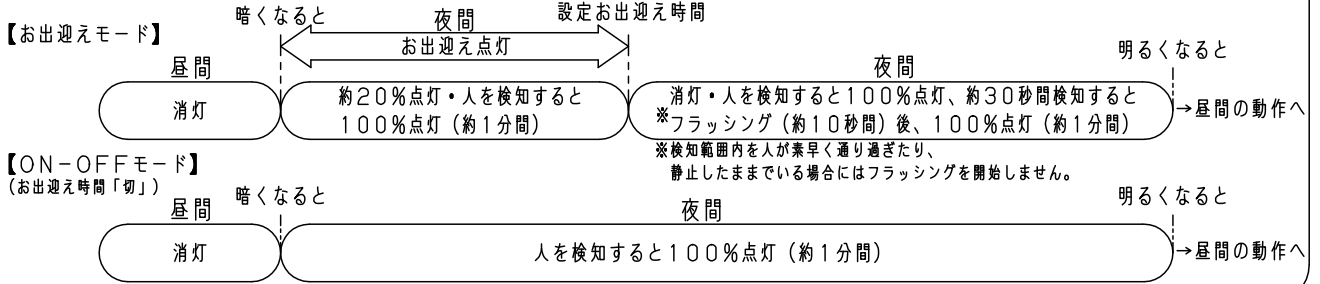 【お出迎えモード】
暗くなると
夜間
設定お出迎え時間
お出迎え点灯
明るくなると
昼間
夜間
消灯
約20%点灯・人を検知すると
100%点灯（約1分間）
消灯・人を検知すると100%点灯、約30秒間検知すると
※フラッシング（約10秒間）後、100%点灯（約1分間）
→昼間の動作へ
※検知範囲内を人が素早く通り過ぎたり、
静止したままでいる場合にはフラッシングを開始しません。
【ON-OFFモード】
（お出迎え時間「切」）
昼間
暗くなると
夜間
明るくなると
消灯
人を検知すると100%点灯（約1分間）
→昼間の動作へ